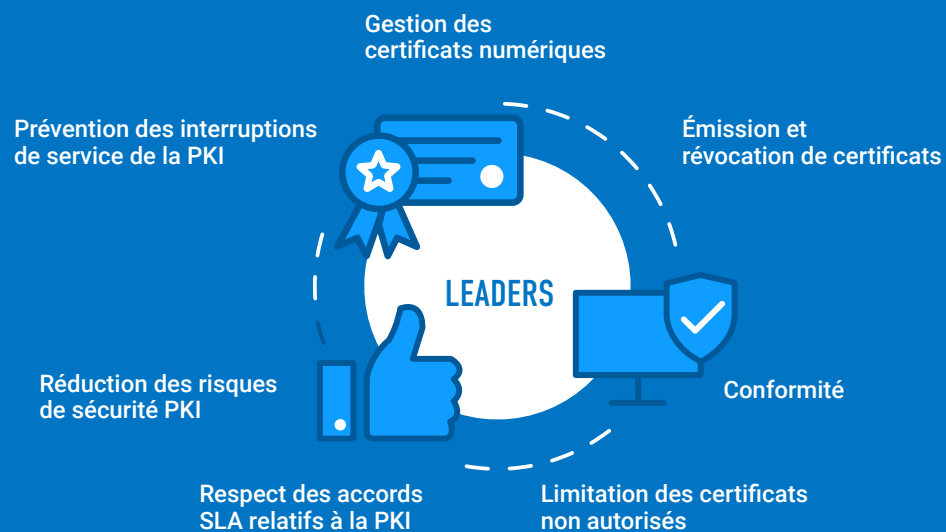 Gestion des
certificats numériques
Prévention des interruptions
de service de la PKI
Émission et
révocation de certificats
LEADERS
Réduction des risques
de sécurité PKI
Conformité
Respect des accords
SLA relatifs à la PKI
Limitation des certificats
non autorisés